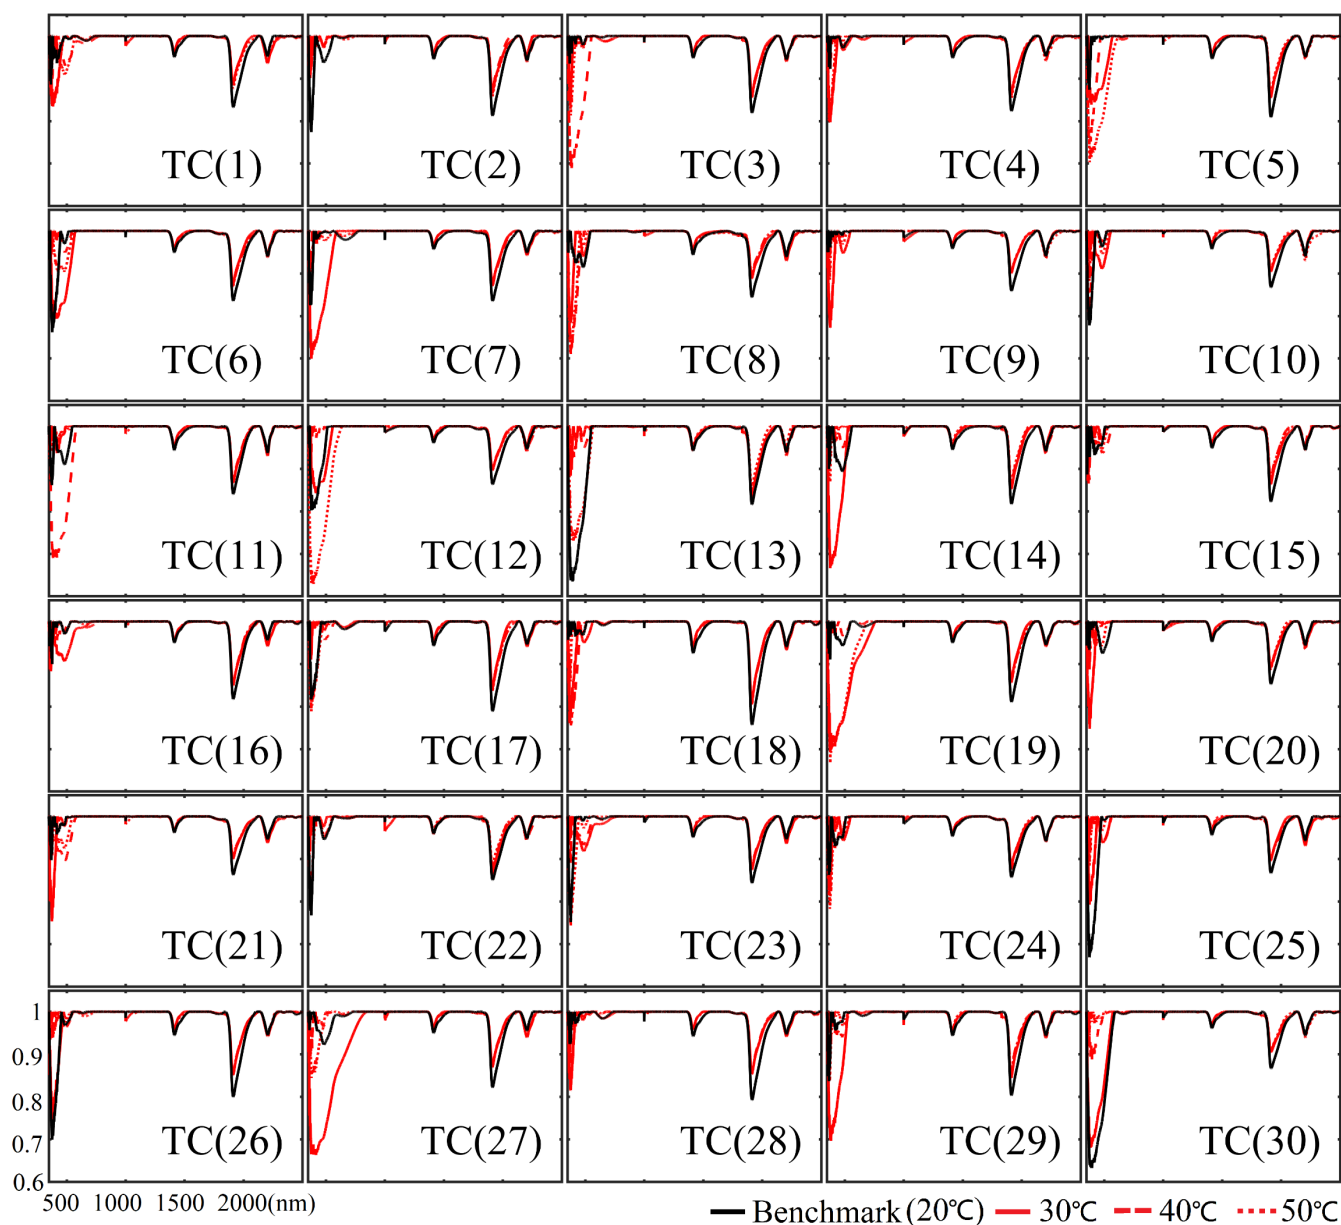 TC(1) TC(2) TC(3) TC(4) TC(5)
TC(6) TC(7) TC(8) TC(9) TC(10)
TC(11) TC(12) TC(13) TC(14) TC(15)
TC(16) TC(17) TC(18) TC(19) TC(20)
TC(21) TC(22) TC(23) TC(24) TC(25)
1
0.9
0.8
0.7
0.6
TC(26) TC(27) TC(28) TC(29) TC(30)
500 1000 1500 2000(nm)
Benchmark(20℃) 30℃ 40℃ 50℃